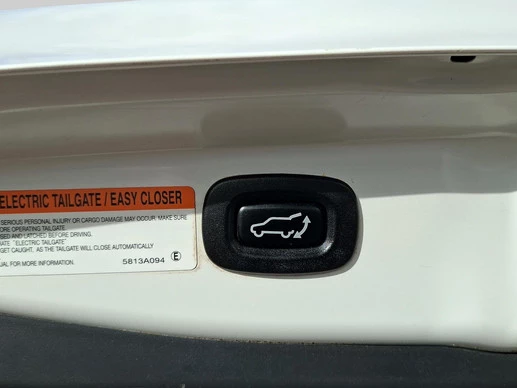 ELECTRIC TAILGATE / EASY CLOSER
SERIOUS PERSONAL INJURY OR CARGO DAMAGE MAY OCCUR. MAKE SURE
ORE OPERATING TAILGATE.
SED AND LATCHED BEFORE DRIVING.
ATE "ELECTRIC TAILGATE"
GET CAUGHT, AS THE TAILGATE WILL CLOSE AUTOMATICALLY
UAL FOR MORE INFORMATION.
5813A094 E